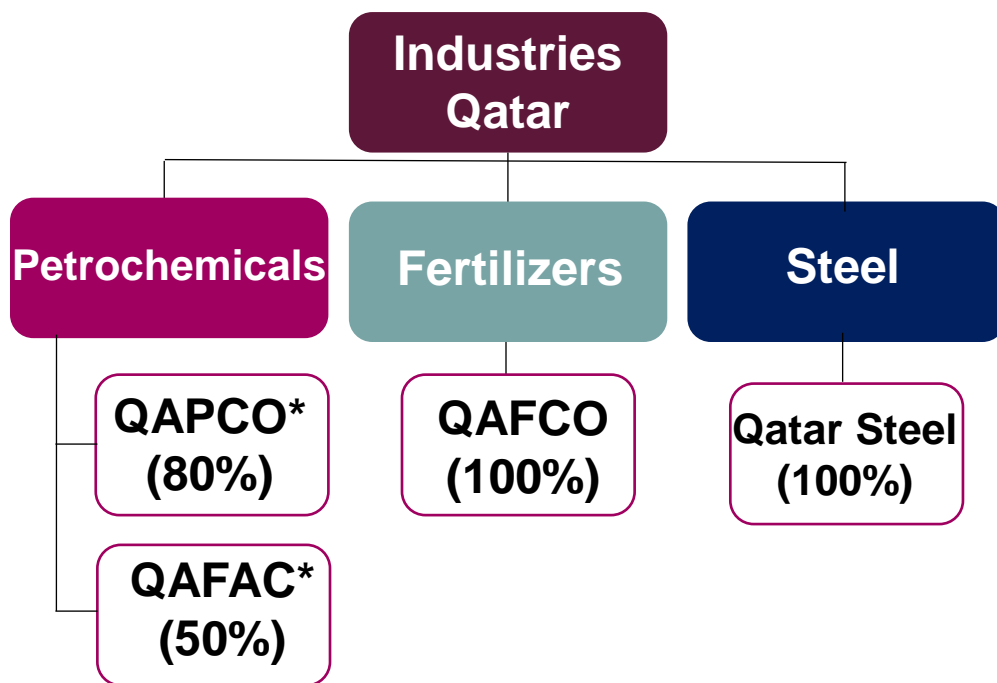 Industries
Qatar
Petrochemicals
Fertilizers
Steel
QAPCO*
(80%)
QAFCO
(100%)
Qatar Steel
(100%)
QAFAC*
(50%)